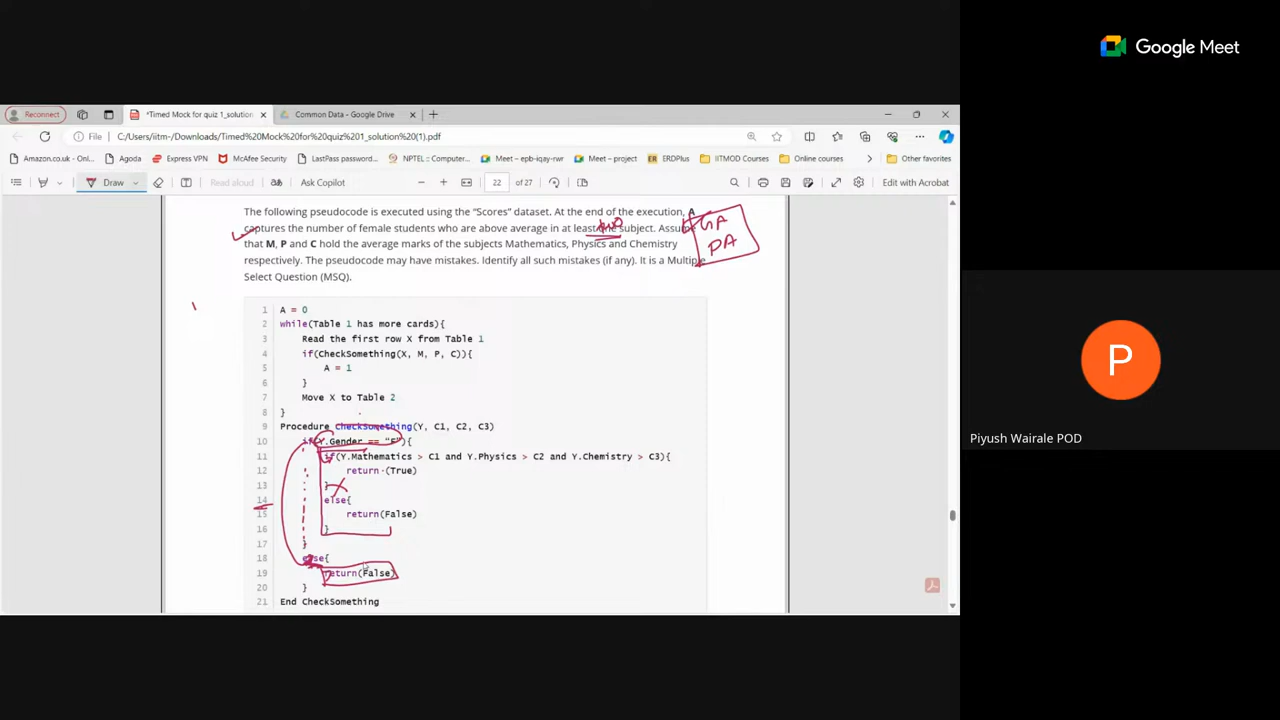 Google Meet
Reconnect
*Timed Mock for quiz 1_solution
Common Data - Google Drive
File
C:/Users/iitm-/Downloads/Timed%20Mock%20for%20quiz%201_solution%20(1).pdf
Amazon.co.uk - Onl...
Agoda
Express VPN
McAfee Security
LastPass password...
NPTEL :: Computer...
Meet – epb-iqay-rwr
Meet – project
ERDPlus
IITMOD Courses
Online courses
Other favorites
Draw
Read aloud
Ask Copilot
22 of 27
Edit with Acrobat
The following pseudocode is executed using the “Scores” dataset. At the end of the execution, A
captures the number of female students who are above average in at least subject. Assume
that M, P and C hold the average marks of the subjects Mathematics, Physics and Chemistry
respectively. The pseudocode may have mistakes. Identify all such mistakes (if any). It is a Multiple
Select Question (MSQ).
GA
PA
1 A = 0
2 while(Table 1 has more cards){
3 Read the first row X from Table 1
4 if(CheckSomething(X, M, P, C)){
5 A = 1
6 }
7 Move X to Table 2
8 }
9 Procedure CheckSomething(Y, C1, C2, C3)
10 if(Y.Gender == "F"){
11 if(Y.Mathematics > C1 and Y.Physics > C2 and Y.Chemistry > C3){
12 return (True)
13 }
14 else{
15 return(False)
16 }
17 }
18 else{
19 return(False)
20 }
21 End CheckSomething
P
Piyush Wairale POD